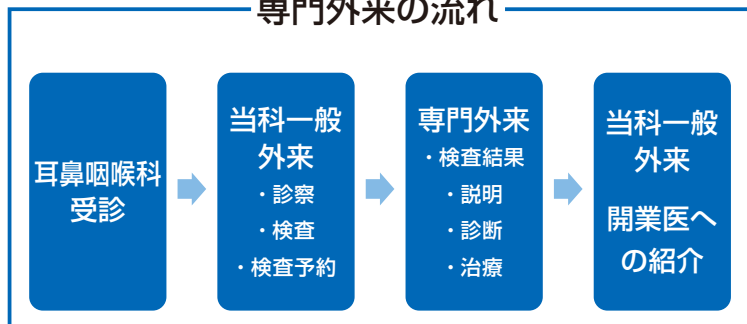 専門外来の流れ
耳鼻咽喉科
受診
当科一般
外来
・診察
・検査
・検査予約
専門外来
・検査結果
・説明
・診断
・治療
当科一般
外来
開業医へ
の紹介